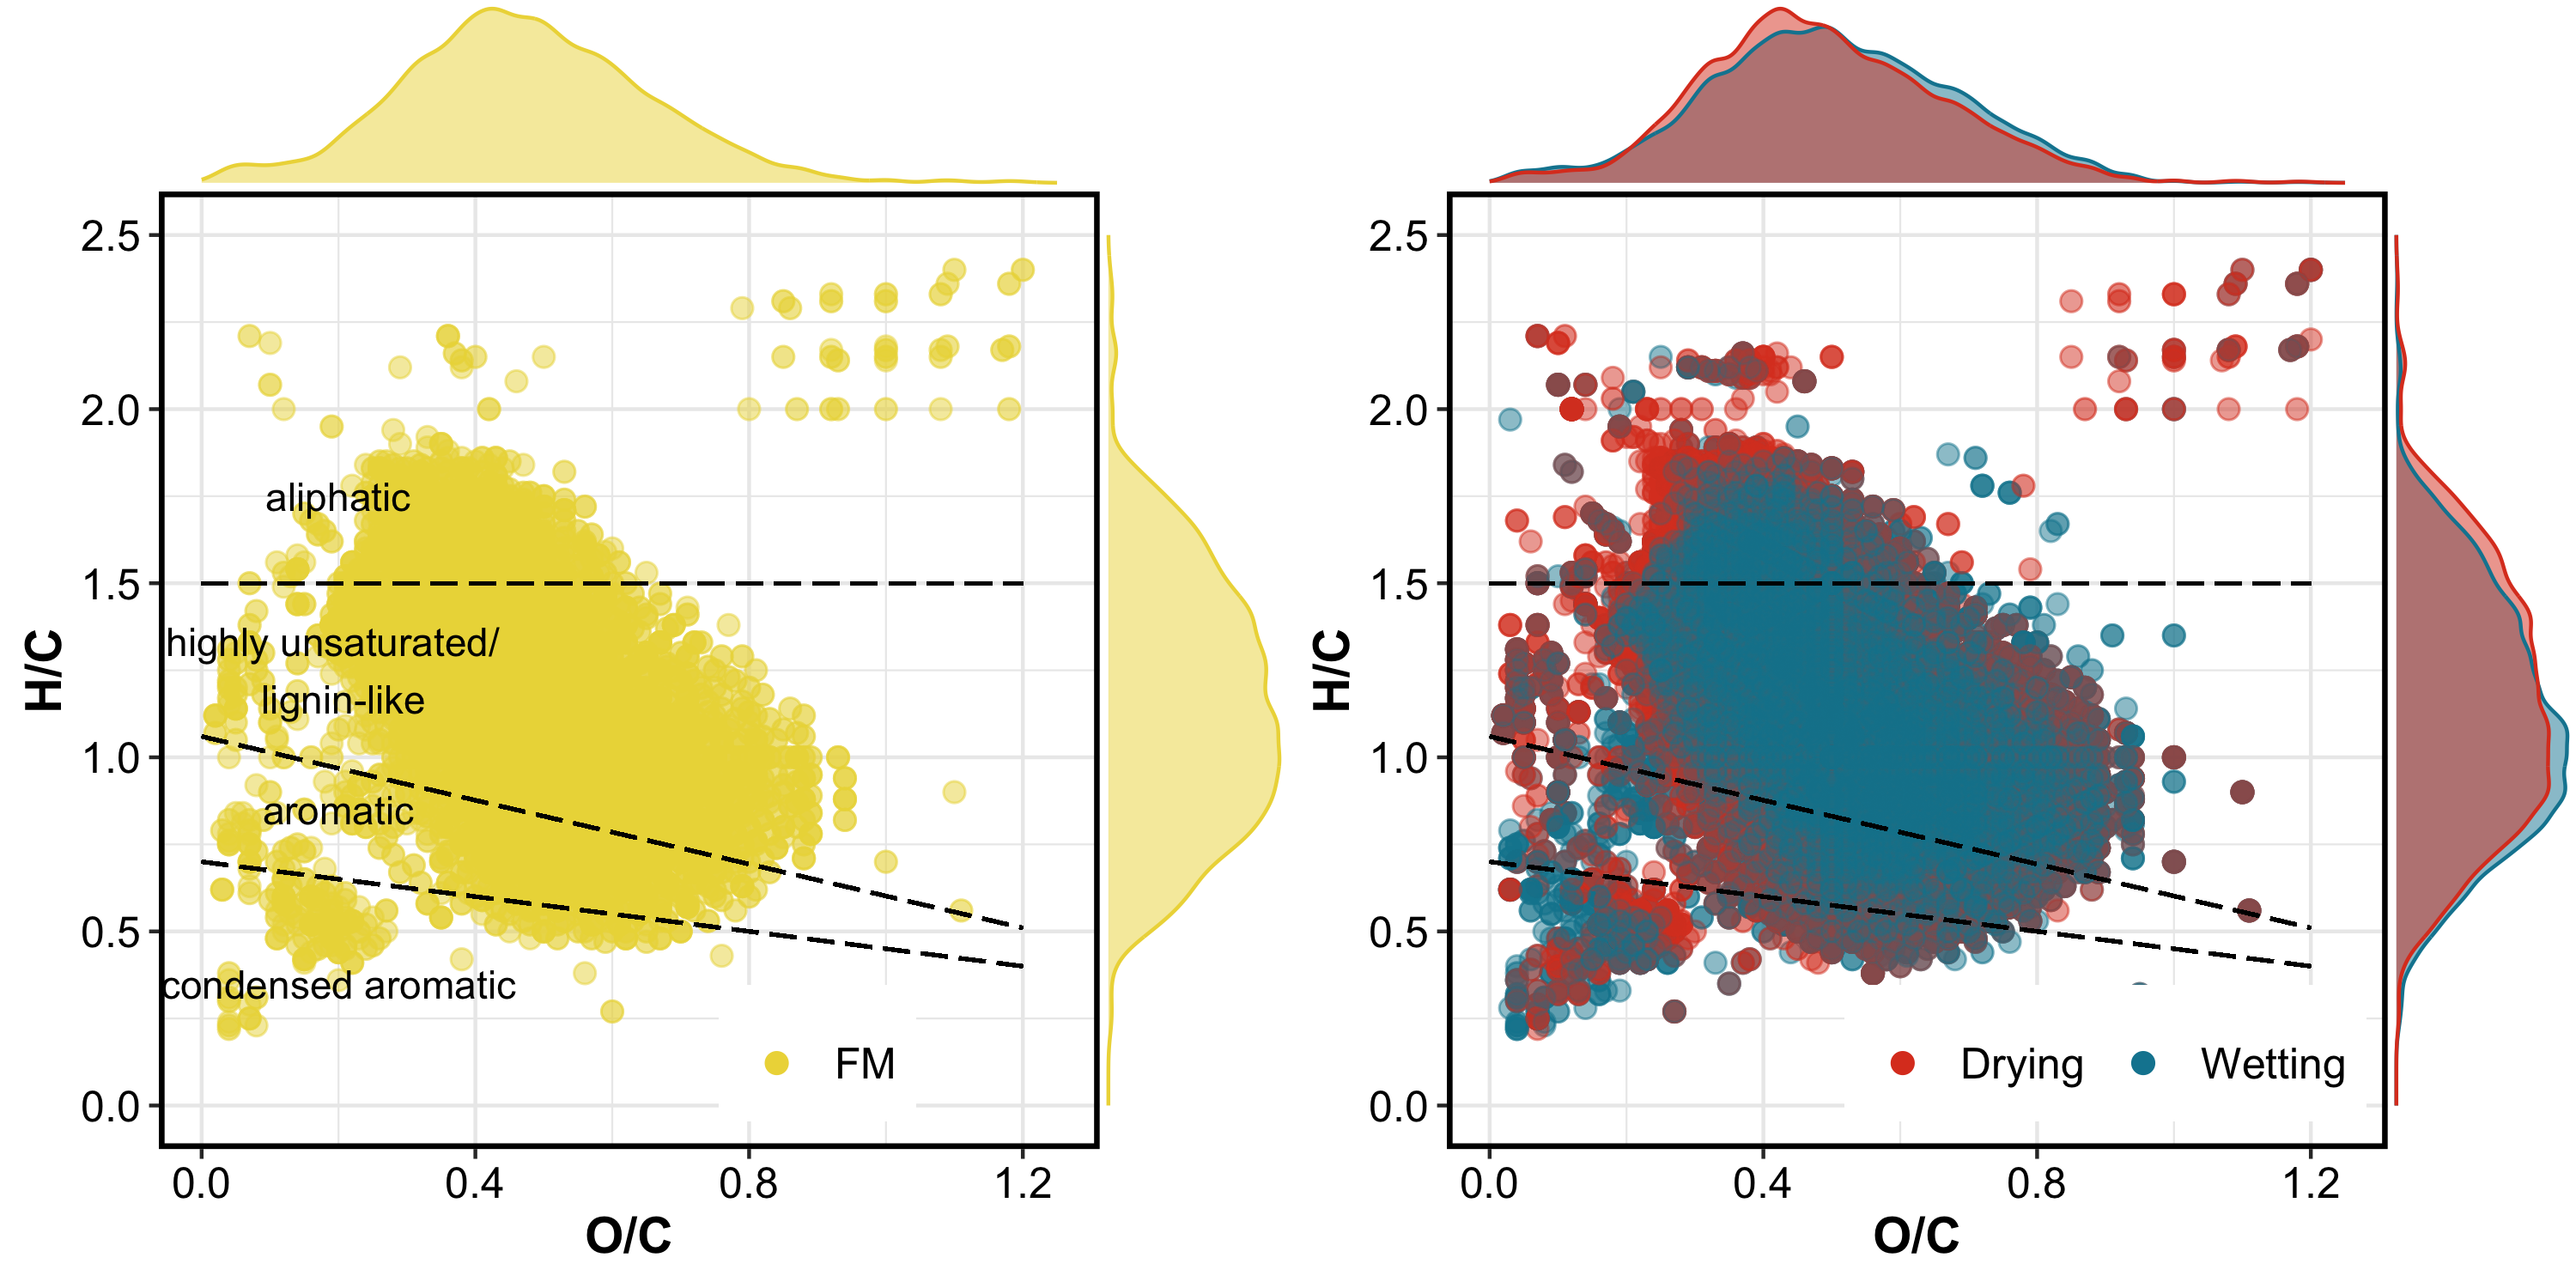 2.5
2.0
1.5
1.0
0.5
0.0
H/C
aliphatic
highly unsaturated/
lignin-like
aromatic
condensed aromatic
FM
0.0 0.4 0.8 1.2
O/C
2.5
2.0
1.5
1.0
0.5
0.0
H/C
Drying Wetting
0.0 0.4 0.8 1.2
O/C